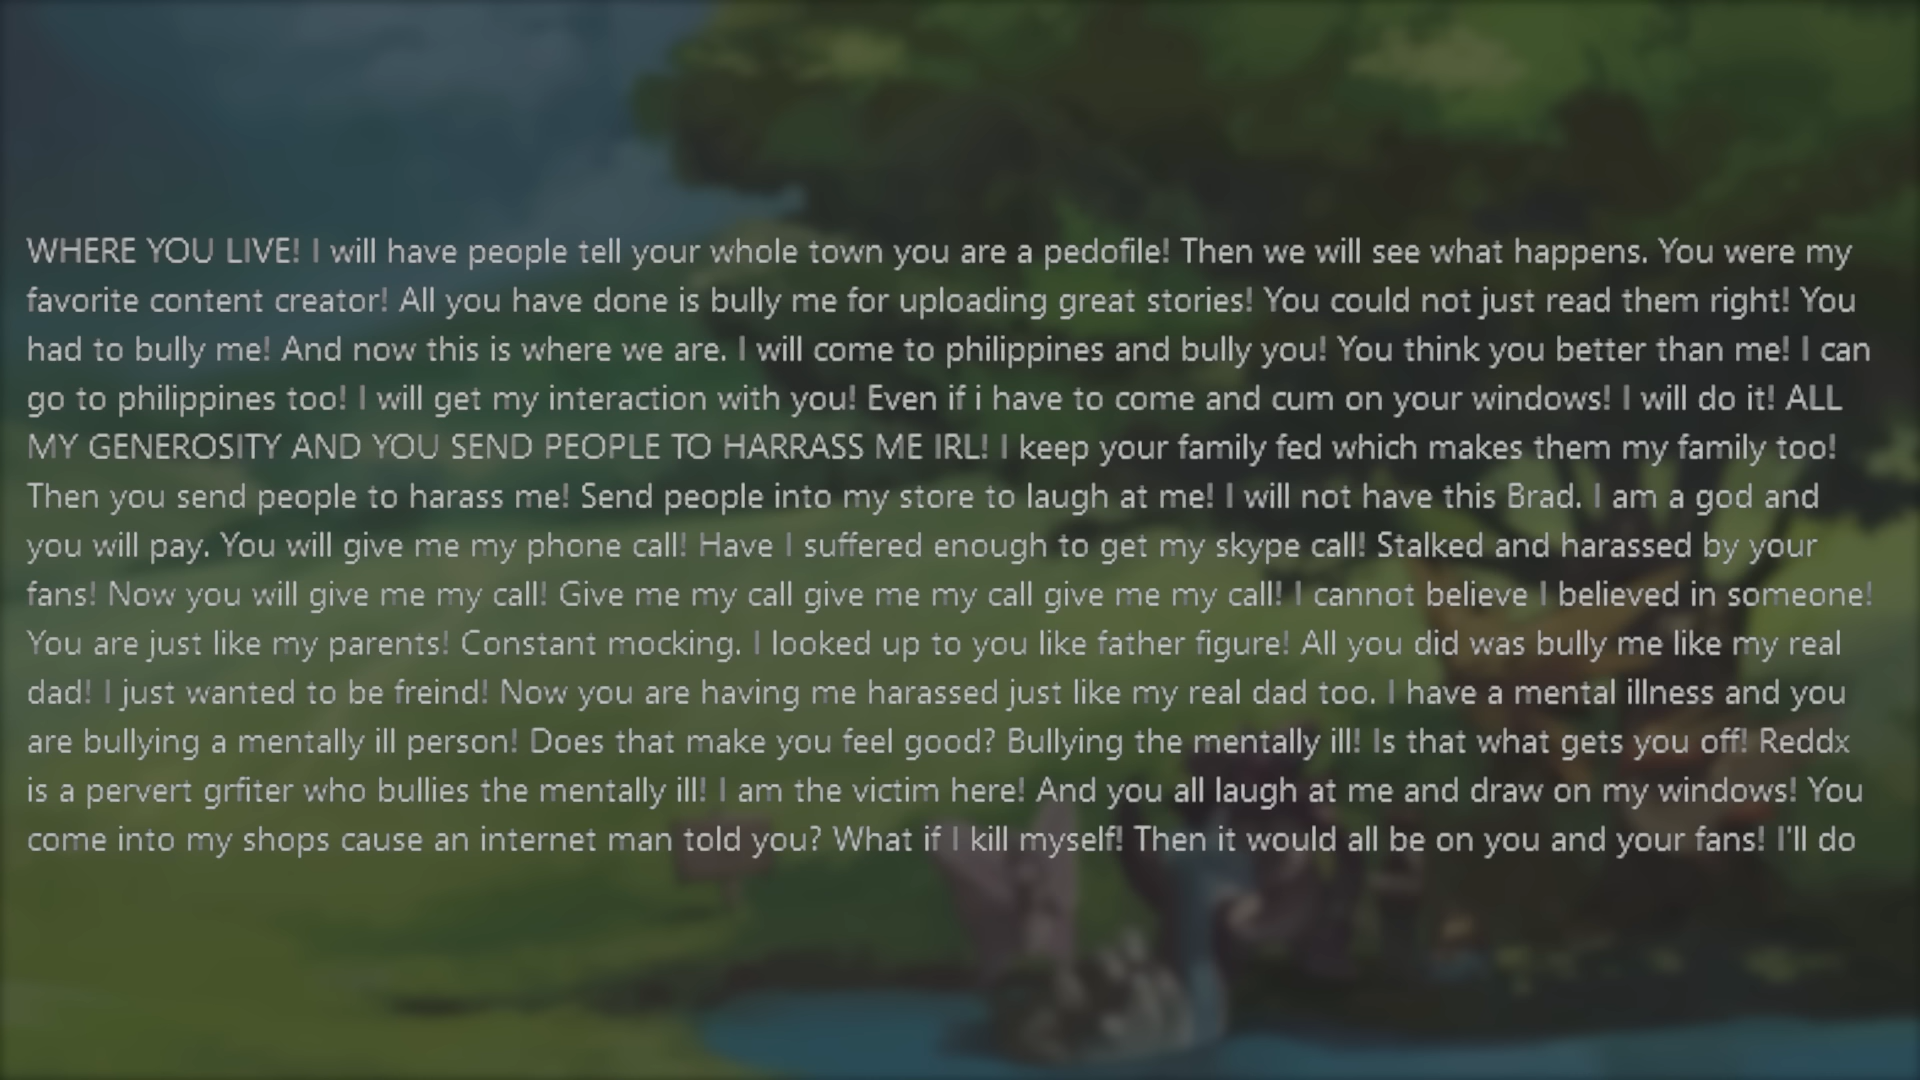 WHERE YOU LIVE! I will have people tell your whole town you are a pedofile! Then we will see what happens. You were my
favorite content creator! All you have done is bully me for uploading great stories! You could not just read them right! You
had to bully me! And now this is where we are. I will come to philippines and bully you! You think you better than me! I can
go to philippines too! I will get my interaction with you! Even if i have to come and cum on your windows! I will do it! ALL
MY GENEROSITY AND YOU SEND PEOPLE TO HARRASS ME IRL! I keep your family fed which makes them my family too!
Then you send people to harass me! Send people into my store to laugh at me! I will not have this Brad. I am a god and
you will pay. You will give me my phone call! Have I suffered enough to get my skype call! Stalked and harassed by your
fans! Now you will give me my call! Give me my call give me my call give me my call! I cannot believe I believed in someone!
You are just like my parents! Constant mocking. I looked up to you like father figure! All you did was bully me like my real
dad! I just wanted to be freind! Now you are having me harassed just like my real dad too. I have a mental illness and you
are bullying a mentally ill person! Does that make you feel good? Bullying the mentally ill! Is that what gets you off! Reddx
is a pervert grfiter who bullies the mentally ill! I am the victim here! And you all laugh at me and draw on my windows! You
come into my shops cause an internet man told you? What if I kill myself! Then it would all be on you and your fans! I'll do